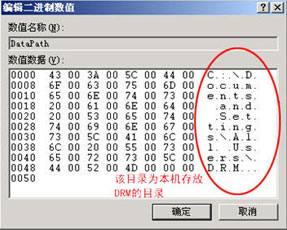 编辑二进制数值
数值名称(N):
DataPath
数值数据(V):
0000 43 00 3A 00 5C 00 44 00 C.:.\.D.
0008 6F 00 63 00 75 00 6D 00 o.c.u.m.
0010 65 00 6E 00 74 00 73 00 e.n.t.s.
0018 20 00 61 00 6E 00 64 00 .a.n.d.
0020 20 00 53 00 65 00 74 00 .S.e.t.
0028 74 00 69 00 6E 00 67 00 t.i.n.g.
0030 73 00 5C 00 41 00 6C 00 s.\.A.l.
0038 6C 00 20 00 55 00 73 00 l. .U.s.
0040 65 00 72 00 73 00 5C 00 e.r.s.\.
0048 44 00 52 00 4D 00 00 00 D.R.M...
0050
该目录为本机存放
DRM的目录
确定
取消